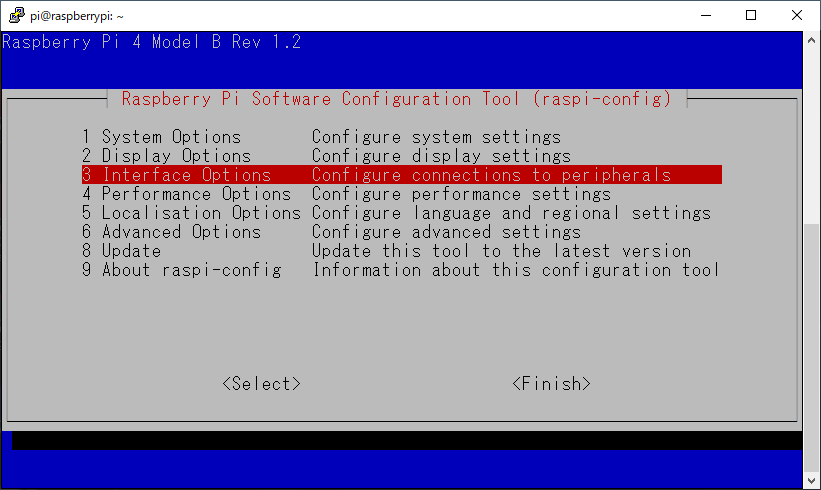 pi@raspberrypi: ~
Raspberry Pi 4 Model B Rev 1.2
Raspberry Pi Software Configuration Tool (raspi-config)
1 System Options Configure system settings
2 Display Options Configure display settings
3 Interface Options Configure connections to peripherals
4 Performance Options Configure performance settings
5 Localisation Options Configure language and regional settings
6 Advanced Options Configure advanced settings
8 Update Update this tool to the latest version
9 About raspi-config Information about this configuration tool
<Select> <Finish>